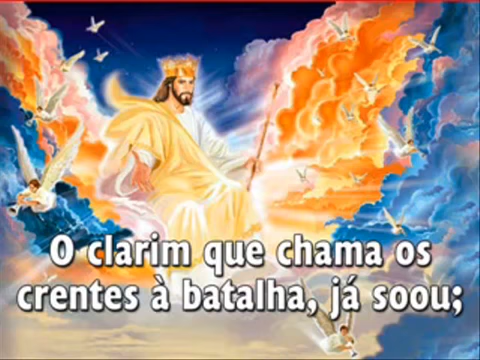 O clarim que chama os
crentes à batalha, já soou;